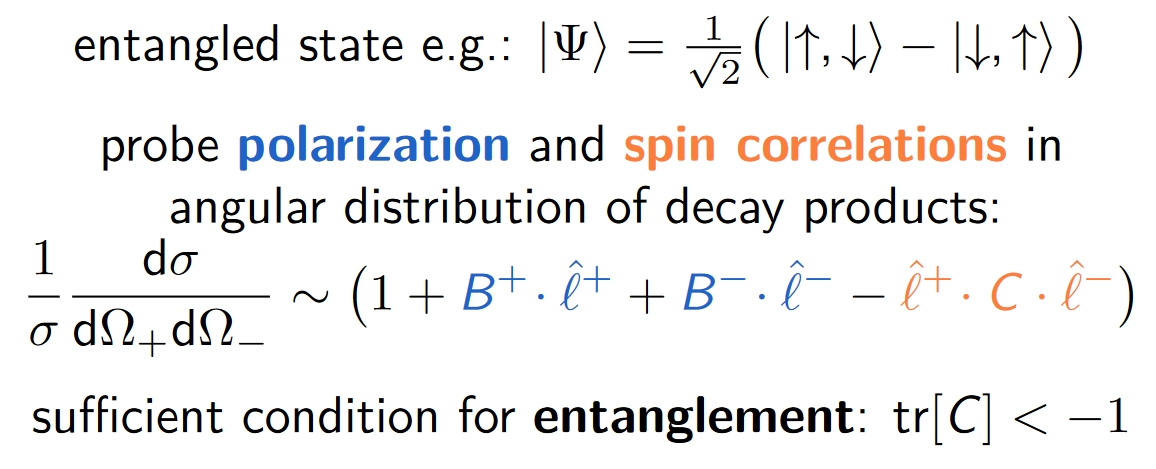 entangled state e.g.: |Ψ⟩ = 1/√2 ( |↑,↓⟩ − |↓,↑⟩ )
probe polarization and spin correlations in
angular distribution of decay products:
1/σ dσ/dΩ₊dΩ₋ ∼ (1 + B⁺ · ℓ̂⁺ + B⁻ · ℓ̂⁻ − ℓ̂⁺ · C · ℓ̂⁻)
sufficient condition for entanglement: tr[C] < −1